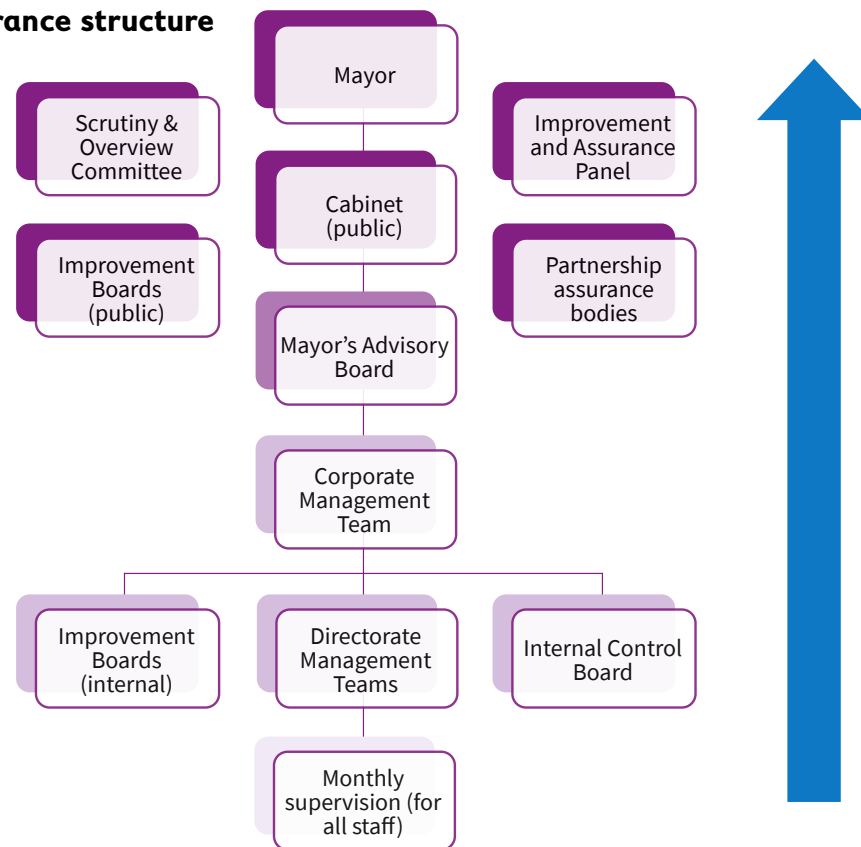 rance structure
Mayor
Scrutiny &
Overview
Committee
Improvement
and Assurance
Panel
Cabinet
(public)
Improvement
Boards
(public)
Partnership
assurance
bodies
Mayor’s Advisory
Board
Corporate
Management
Team
Improvement
Boards
(internal)
Directorate
Management
Teams
Internal Control
Board
Monthly
supervision (for
all staff)